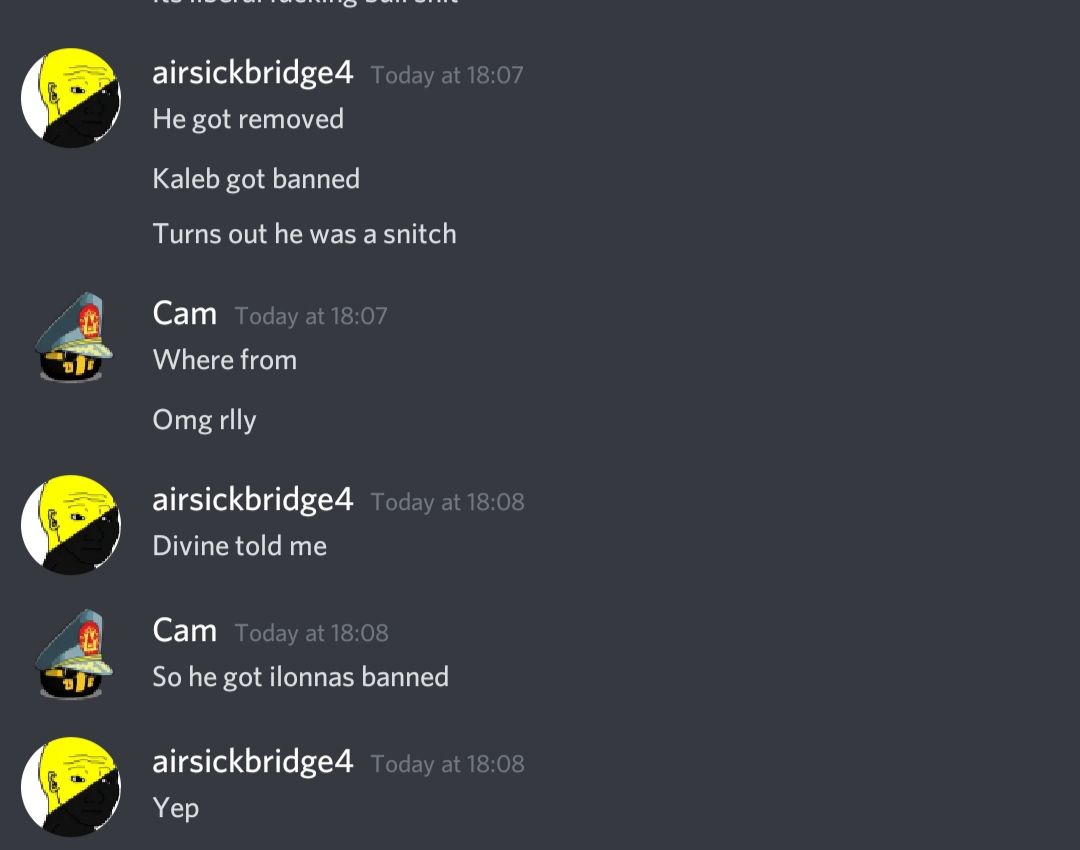 airsickbridge4 Today at 18:07
He got removed
Kaleb got banned
Turns out he was a snitch
Cam Today at 18:07
Where from
Omg rlly
airsickbridge4 Today at 18:08
Divine told me
Cam Today at 18:08
So he got ilonnas banned
airsickbridge4 Today at 18:08
Yep